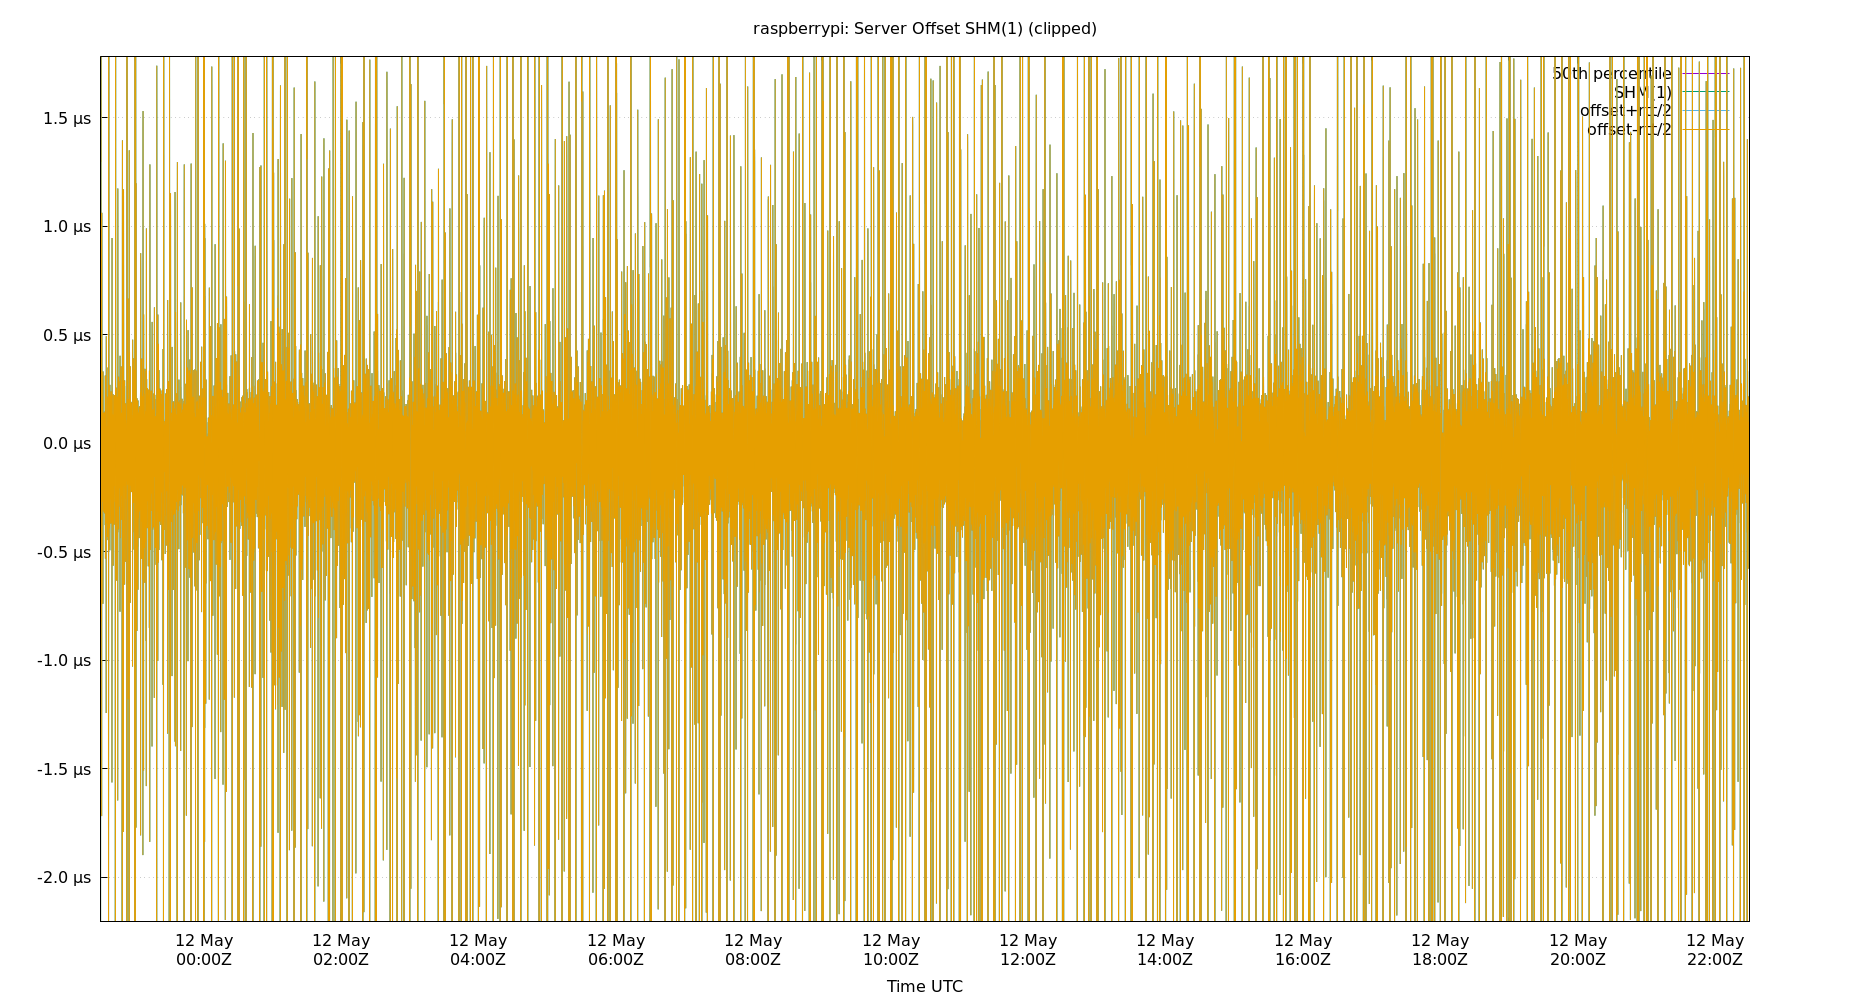 raspberrypi: Server Offset SHM(1) (clipped)
50th percentile
SHM(1)
offset+rtt/2
offset-rtt/2
1.5 µs
1.0 µs
0.5 µs
0.0 µs
-0.5 µs
-1.0 µs
-1.5 µs
-2.0 µs
12 May 12 May 12 May 12 May 12 May 12 May 12 May 12 May 12 May 12 May 12 May 12 May
00:00Z 02:00Z 04:00Z 06:00Z 08:00Z 10:00Z 12:00Z 14:00Z 16:00Z 18:00Z 20:00Z 22:00Z
Time UTC